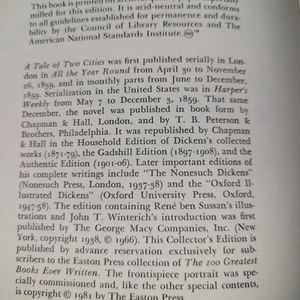 This book is printed on
milled for this edition. It is acid-neutral and conforms
to all guidelines established for permanence and dura-
bility by the Council of Library Resources and The
American National Standards Institute.
A Tale of Two Cities was first published serially in Lon-
don in All the Year Round from April 30 to November
26, 1859, and in monthly parts from June to December,
1859. Serialization in the United States was in Harper's
Weekly from May 7 to December 3, 1859. That same
December, the novel was published in book form by
Chapman & Hall, London, and by T. B. Peterson &
Brothers, Philadelphia. It was republished by Chapman
& Hall in the Household Edition of Dickens's collected
works (1871-79), the Gadshill Edition (1897-1908), and the
Authentic Edition (1901-06). Later important editions of
his complete writings include "The Nonesuch Dickens"
(Nonesuch Press, London, 1937-38) and the "Oxford Il-
lustrated Dickens" (Oxford University Press, Oxford,
1947-58). The edition containing René ben Sussan's illus-
trations and John T. Winterich's introduction was first
published by The George Macy Companies, Inc. (New
York, copyright 1938, © 1966). This Collector's Edition is
published by advance reservation exclusively for sub-
scribers to the Easton Press collection of The 100 Greatest
Books Ever Written. The frontispiece portrait was spe-
cially commissioned and, like the other special contents,
is copyright © 1981 by The Easton Press